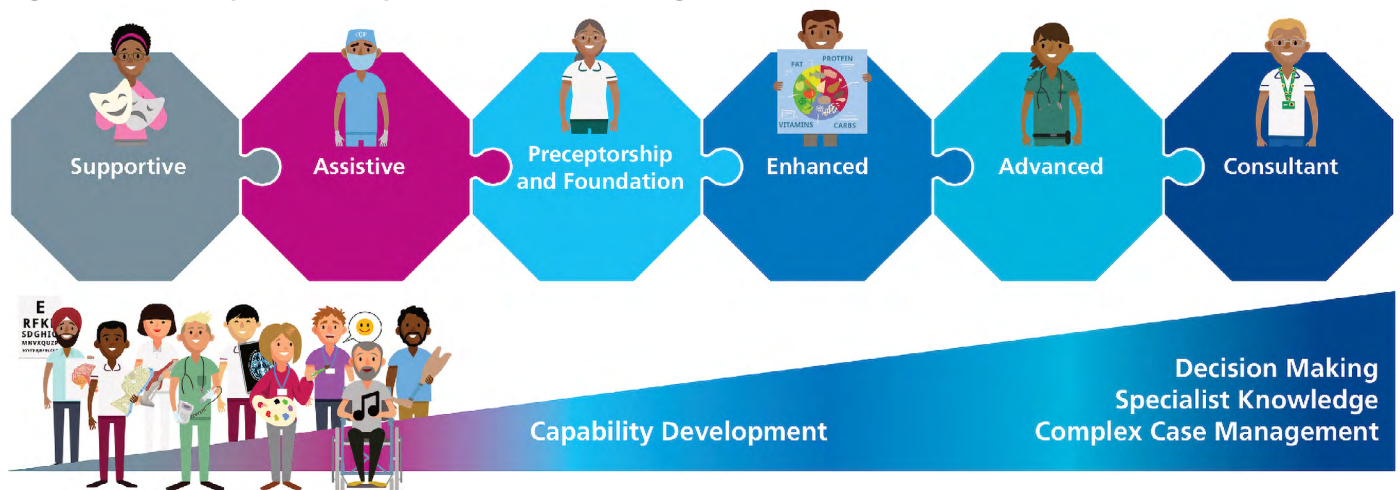 Supportive
Assistive
Preceptorship
and Foundation
Enhanced
Advanced
Consultant
FAT
PROTEIN
VITAMINS
CARBS
E
Capability Development
Decision Making
Specialist Knowledge
Complex Case Management